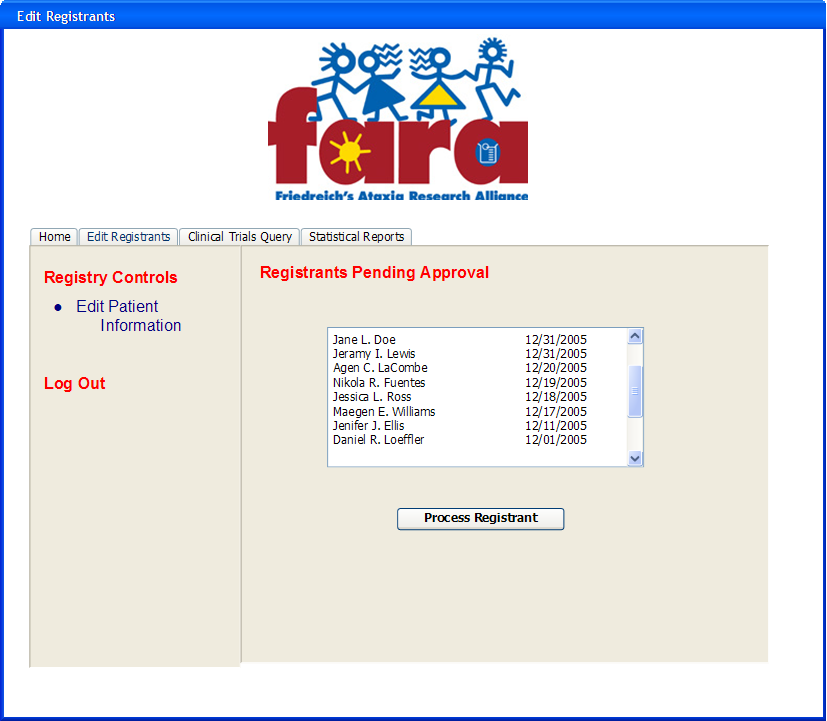 Edit Registrants
fara
Friedreich's Ataxia Research Alliance
Home Edit Registrants Clinical Trials Query Statistical Reports
Registry Controls
• Edit Patient
Information
Log Out
Registrants Pending Approval
Jane L. Doe 12/31/2005
Jeramy I. Lewis 12/31/2005
Agen C. LaCombe 12/20/2005
Nikola R. Fuentes 12/19/2005
Jessica L. Ross 12/18/2005
Maegen E. Williams 12/17/2005
Jenifer J. Ellis 12/11/2005
Daniel R. Loeffler 12/01/2005
Process Registrant